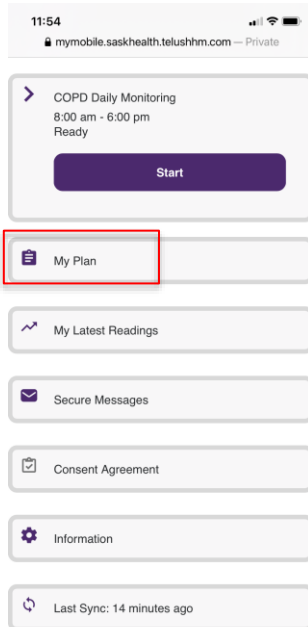 11:54
mymobile.saskhealth.telushhm.com — Private
COPD Daily Monitoring
8:00 am - 6:00 pm
Ready
Start
My Plan
My Latest Readings
Secure Messages
Consent Agreement
Information
Last Sync: 14 minutes ago